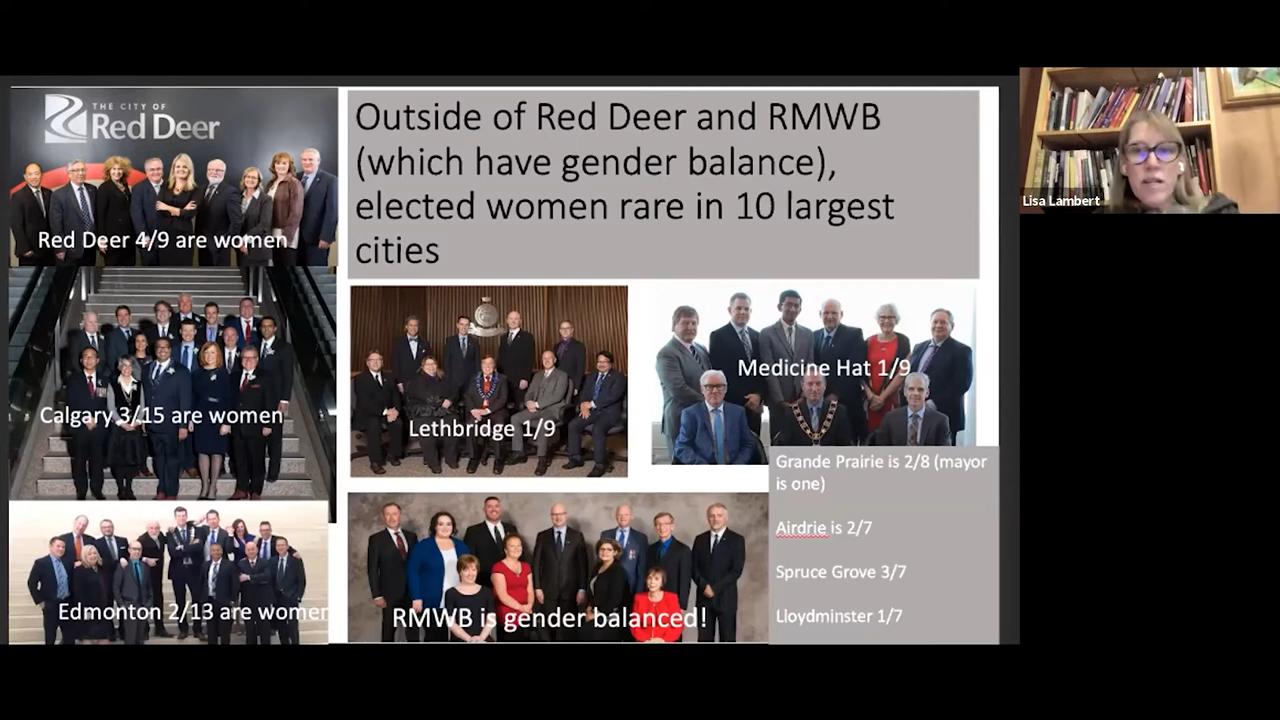 THE CITY OF
Red Deer
Red Deer 4/9 are women
Calgary 3/15 are women
Edmonton 2/13 are women
Outside of Red Deer and RMWB
(which have gender balance),
elected women rare in 10 largest
cities
Lethbridge 1/9
Medicine Hat 1/9
RMWB is gender balanced!
Grande Prairie is 2/8 (mayor
is one)
Airdrie is 2/7
Spruce Grove 3/7
Lloydminster 1/7
Lisa Lambert